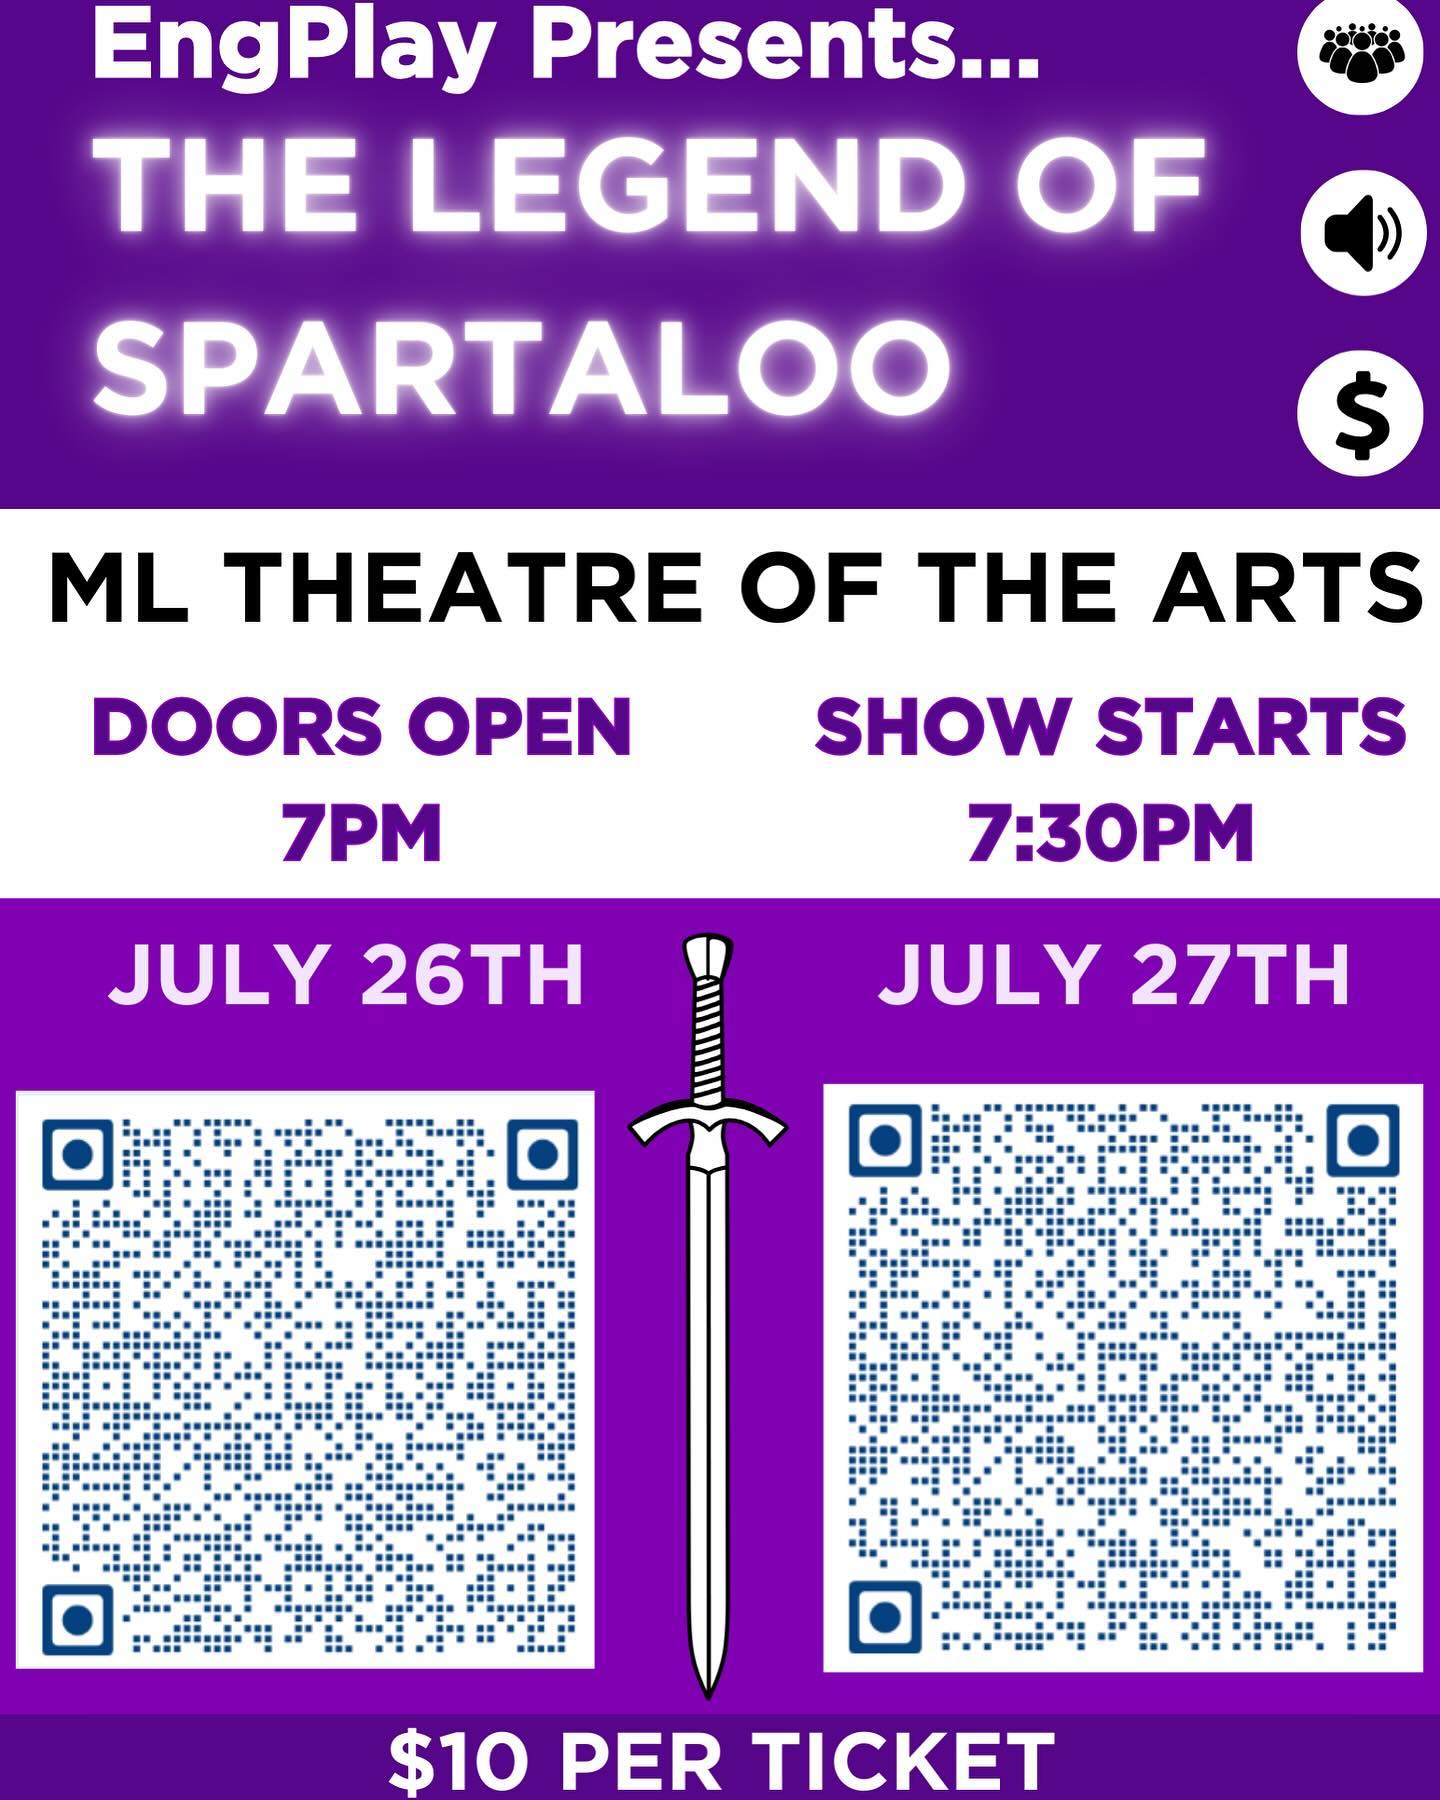 EngPlay Presents...
THE LEGEND OF
SPARTALOO
$
ML THEATRE OF THE ARTS
DOORS OPEN
7PM
SHOW STARTS
7:30PM
JULY 26TH
JULY 27TH
$10 PER TICKET